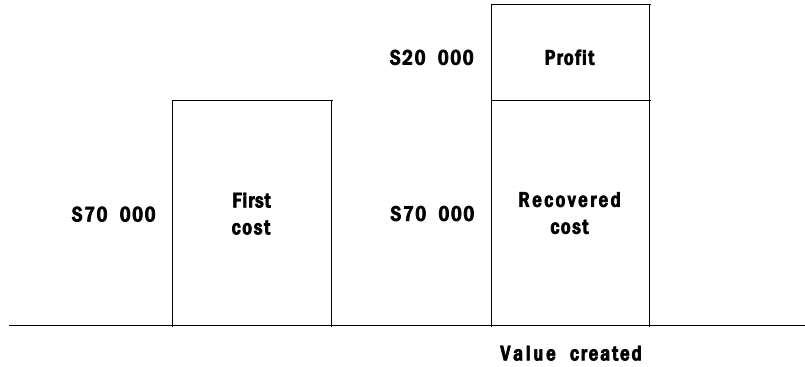 S20 000
Profit
S70 000
First
cost
S70 000
Recovered
cost
Value created